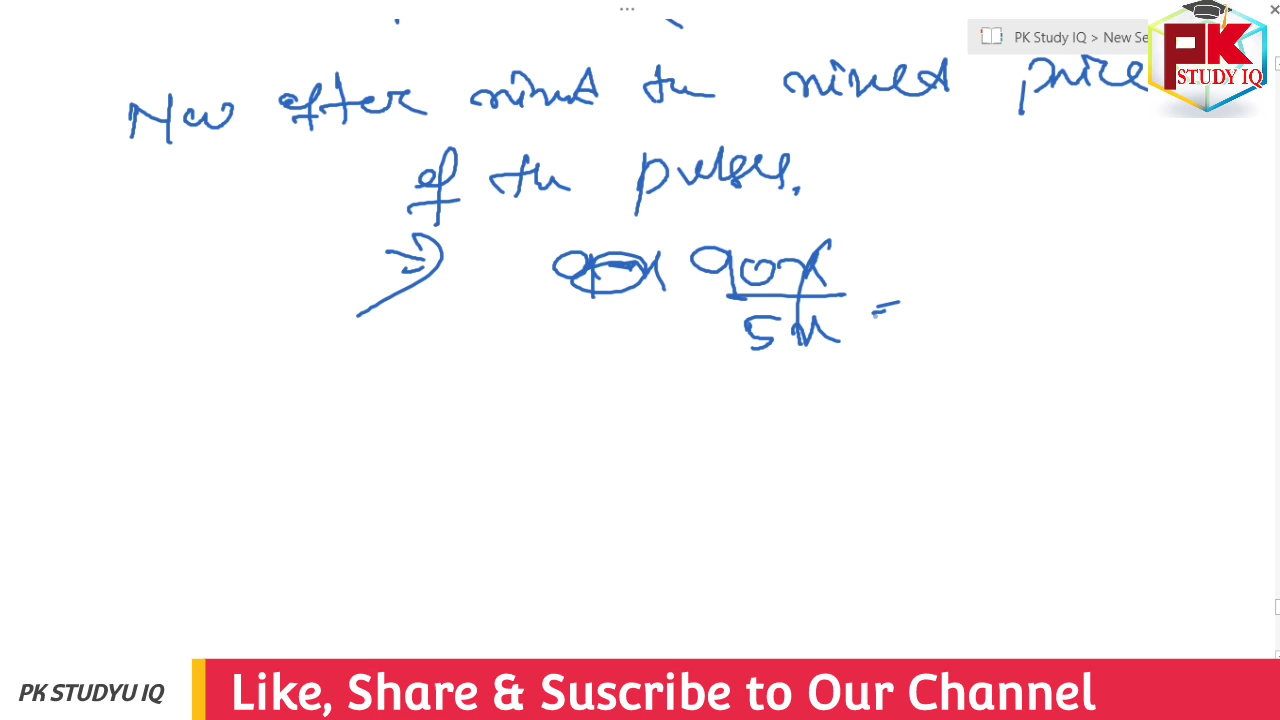 PK Study IQ > New Se
PK
STUDY IQ
Now after mixed the mixed price
of the pulses.
⇒ 90x / 5x =
PK STUDYU IQ
Like, Share & Suscribe to Our Channel